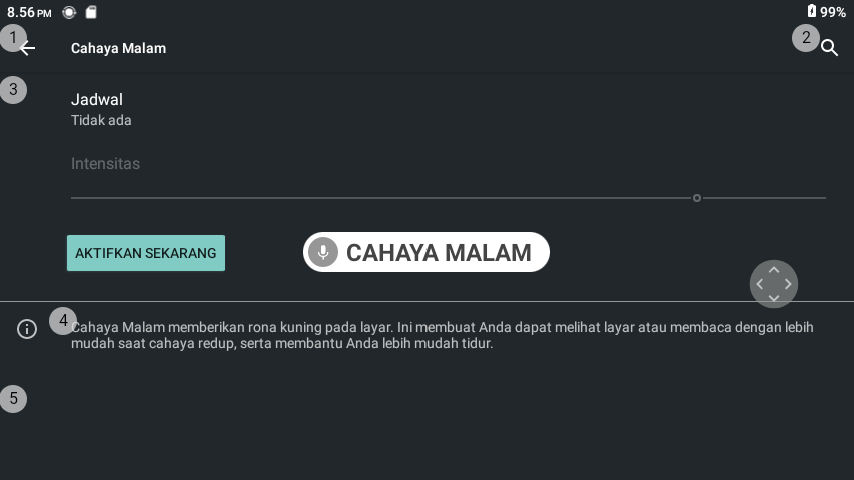 8.56 PM
99%
1
Cahaya Malam
2
3
Jadwal
Tidak ada
Intensitas
AKTIFKAN SEKARANG
CAHAYA MALAM
4
Cahaya Malam memberikan rona kuning pada layar. Ini membuat Anda dapat melihat layar atau membaca dengan lebih
mudah saat cahaya redup, serta membantu Anda lebih mudah tidur.
5